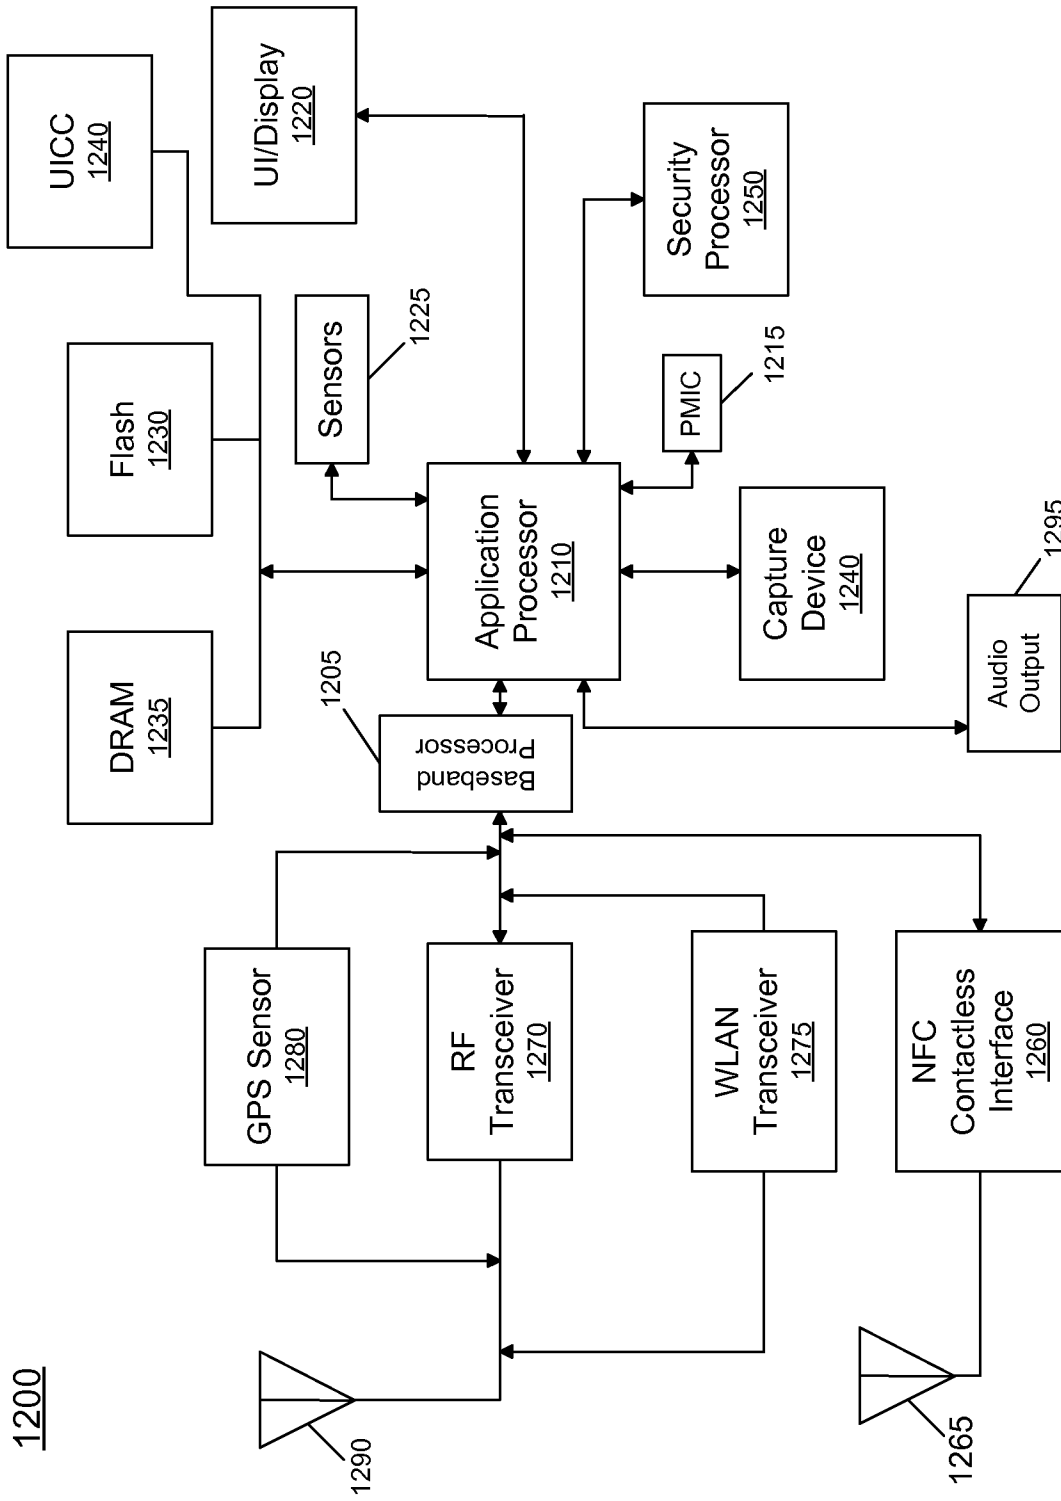 1200
UICC
1240
Flash
1230
DRAM
1235
UI/Display
1220
Sensors
1225
Security
Processor
1250
PMIC
1215
Application
Processor
1210
Capture
Device
1240
Audio
Output
1295
Baseband
Processor
1205
GPS Sensor
1280
RF
Transceiver
1270
WLAN
Transceiver
1275
NFC
Contactless
Interface
1260
1290
1265